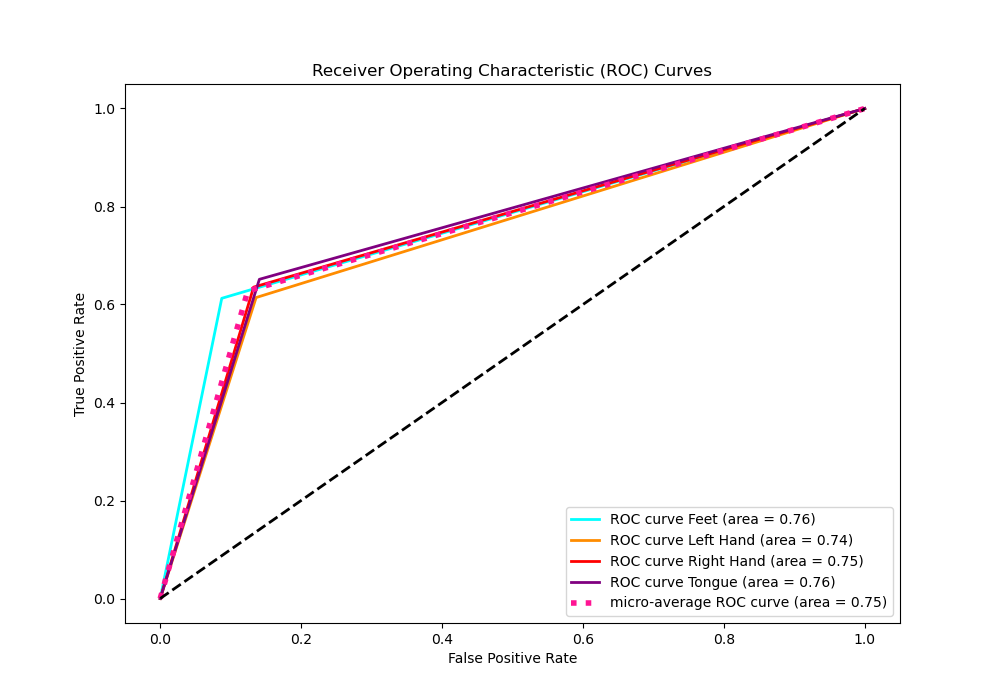 Receiver Operating Characteristic (ROC) Curves
True Positive Rate
1.0
0.8
0.6
0.4
0.2
0.0
ROC curve Feet (area = 0.76)
ROC curve Left Hand (area = 0.74)
ROC curve Right Hand (area = 0.75)
ROC curve Tongue (area = 0.76)
micro-average ROC curve (area = 0.75)
0.0 0.2 0.4 0.6 0.8 1.0
False Positive Rate